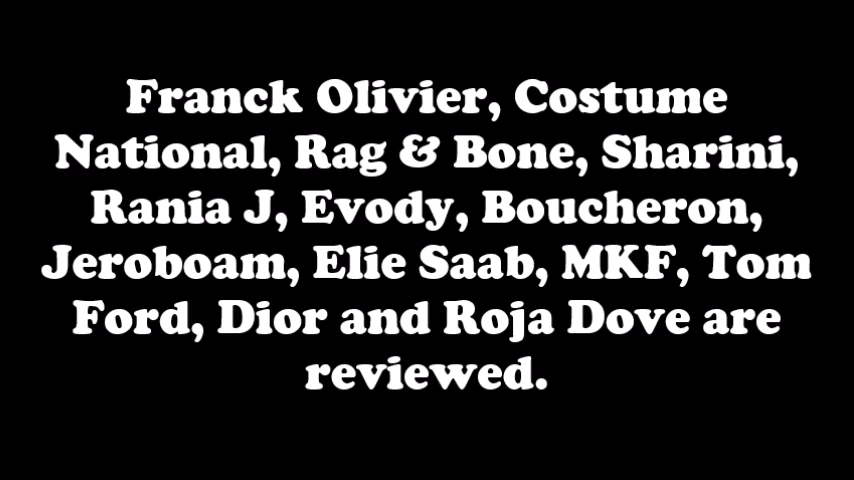 Franck Olivier, Costume
National, Rag & Bone, Sharini,
Rania J, Evody, Boucheron,
Jeroboam, Elie Saab, MKF, Tom
Ford, Dior and Roja Dove are
reviewed.